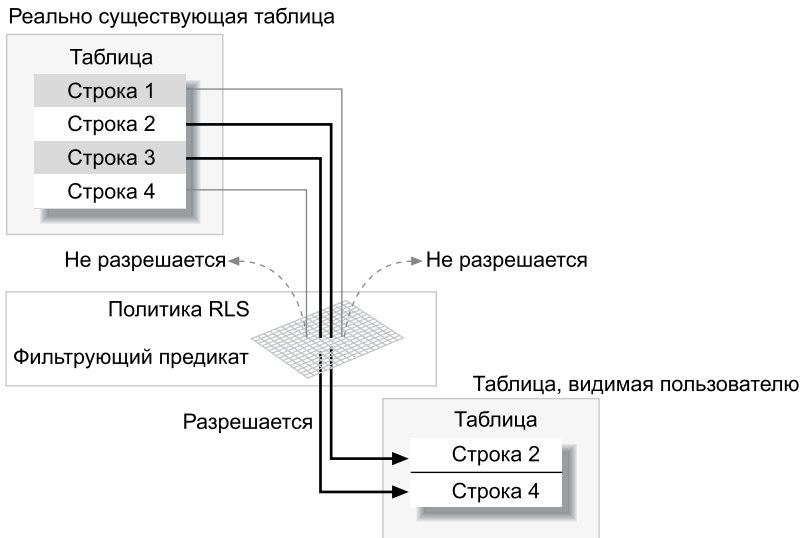 Реально существующая таблица
Таблица
Строка 1
Строка 2
Строка 3
Строка 4
Не разрешается
Не разрешается
Политика RLS
Фильтрующий предикат
Разрешается
Таблица, видимая пользователю
Таблица
Строка 2
Строка 4